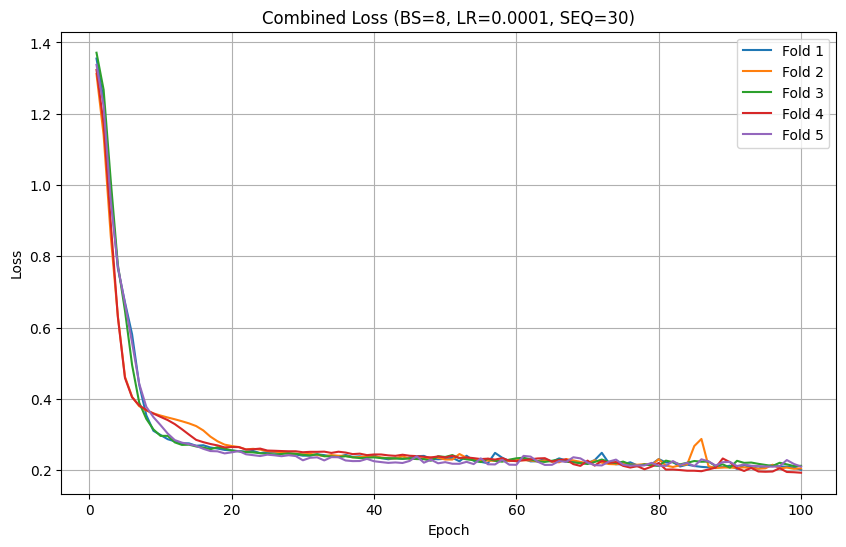 Combined Loss (BS=8, LR=0.0001, SEQ=30)
Fold 1
Fold 2
Fold 3
Fold 4
Fold 5
Loss
1.4
1.2
1.0
0.8
0.6
0.4
0.2
0 20 40 60 80 100
Epoch